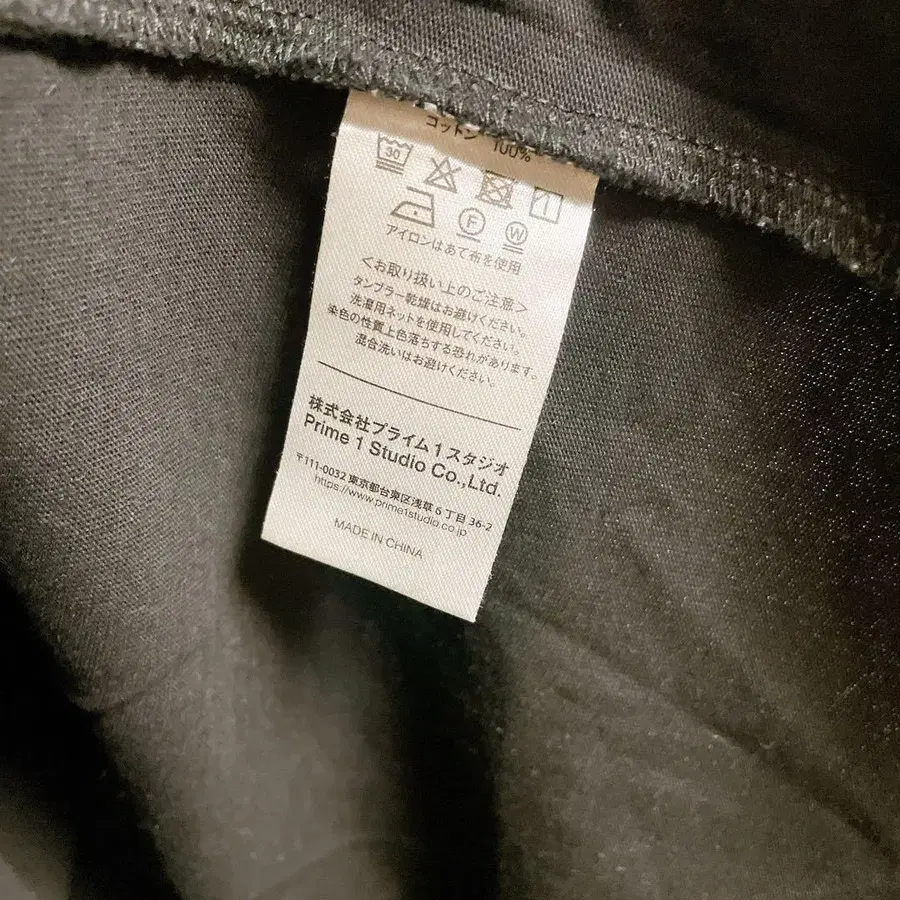 コットン 100%
30
F W
アイロンはあて布を使用
＜お取り扱い上のご注意＞
タンブラー乾燥はお避けください。
洗濯用ネットを使用してください。
染色の性質上色落ちする恐れがあります。
混合洗いはお避けください。
株式会社プライム1スタジオ
Prime 1 Studio Co.,Ltd.
〒111-0032 東京都台東区浅草6丁目36-2
https://www.prime1studio.co.jp
MADE IN CHINA